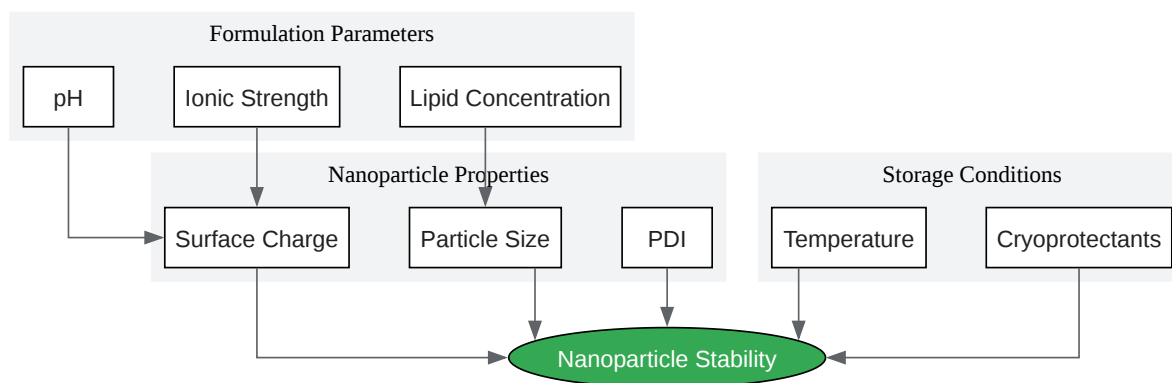 Formulation Parameters
pH
Ionic Strength
Lipid Concentration
Nanoparticle Properties
Storage Conditions
Surface Charge
Particle Size
PDI
Temperature
Cryoprotectants
Nanoparticle Stability